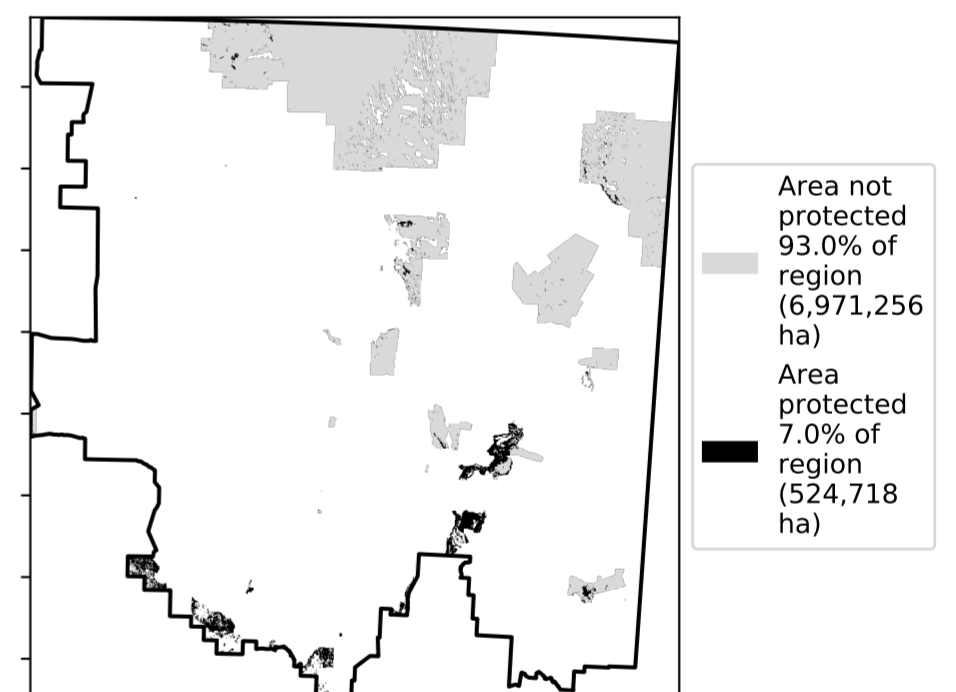 Area not
protected
93.0% of
region
(6,971,256
ha)
Area
protected
7.0% of
region
(524,718
ha)